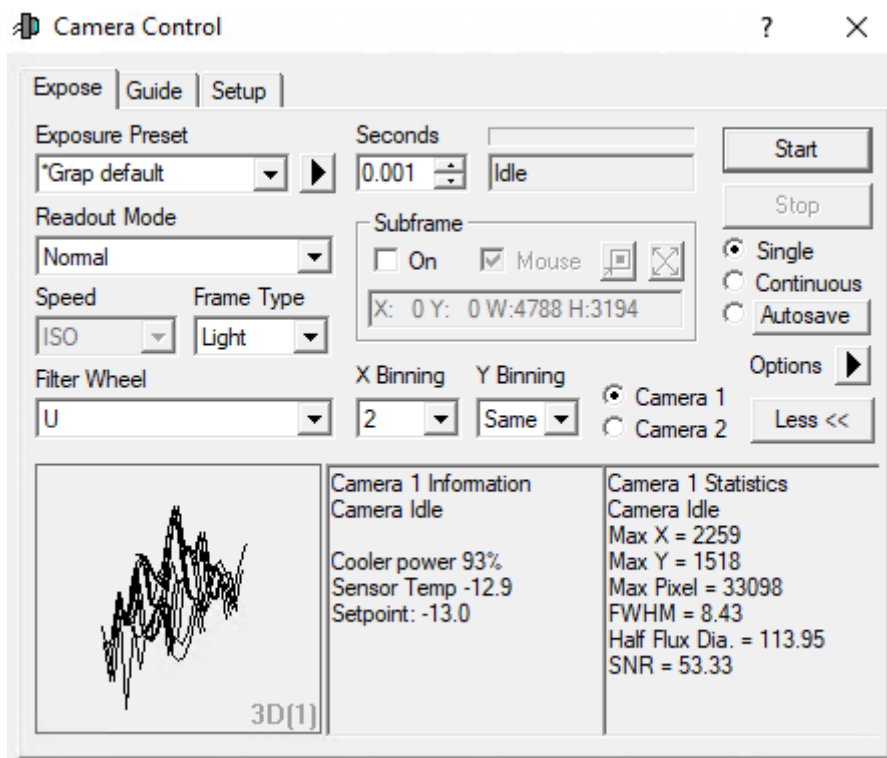 Camera Control
?
Expose Guide Setup
Exposure Preset
*Grap default
Seconds
0.001
Idle
Start
Stop
Readout Mode
Normal
Subframe
On Mouse
X: 0 Y: 0 W:4788 H:3194
Single
Continuous
Autosave
Speed Frame Type
ISO Light
Filter Wheel
U
X Binning Y Binning
2 Same
Camera 1
Camera 2
Options
Less <<
3D(1)
Camera 1 Information
Camera Idle
Cooler power 93%
Sensor Temp -12.9
Setpoint: -13.0
Camera 1 Statistics
Camera Idle
Max X = 2259
Max Y = 1518
Max Pixel = 33098
FWHM = 8.43
Half Flux Dia. = 113.95
SNR = 53.33